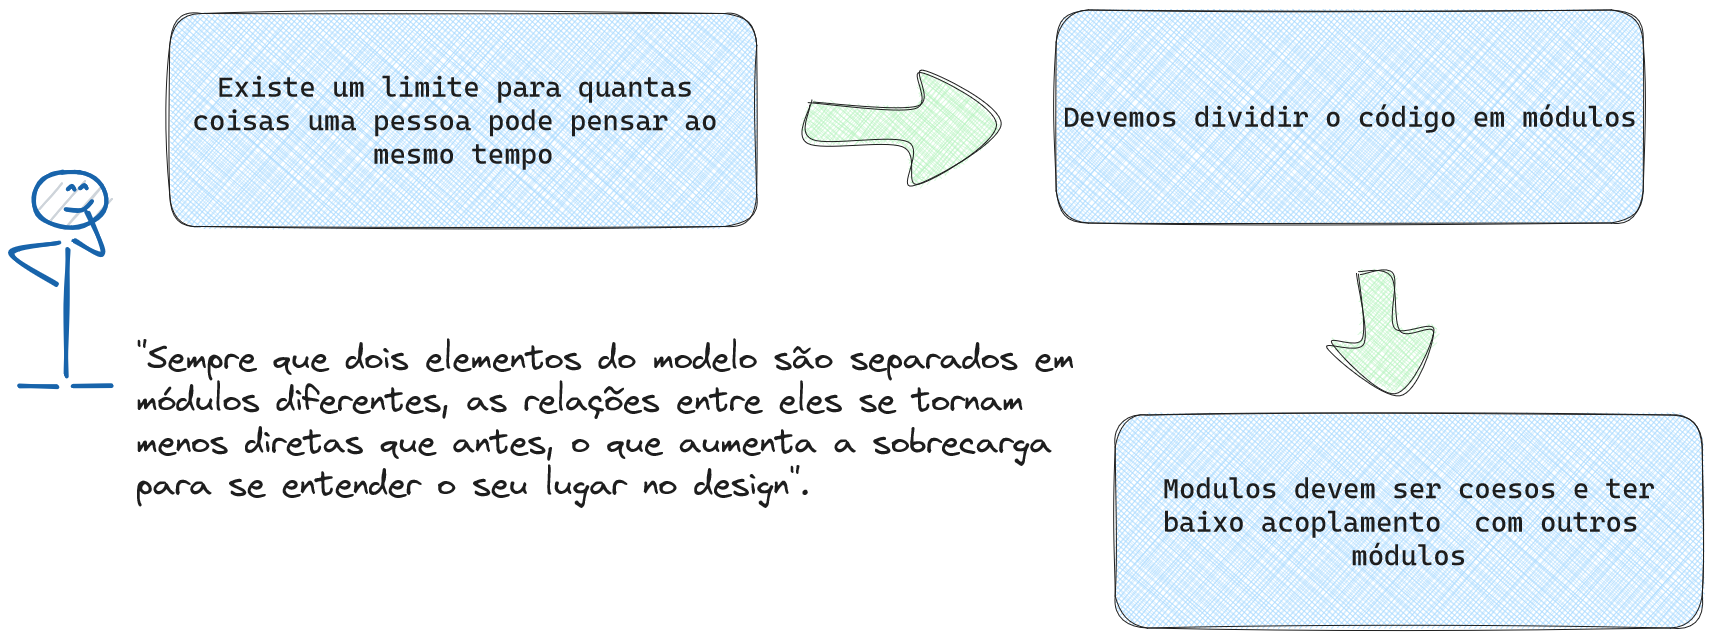 Existe um limite para quantas
coisas uma pessoa pode pensar ao
mesmo tempo
Devemos dividir o código em módulos
"Sempre que dois elementos do modelo são separados em
módulos diferentes, as relações entre eles se tornam
menos diretas que antes, o que aumenta a sobrecarga
para se entender o seu lugar no design".
Modulos devem ser coesos e ter
baixo acoplamento  com outros
módulos